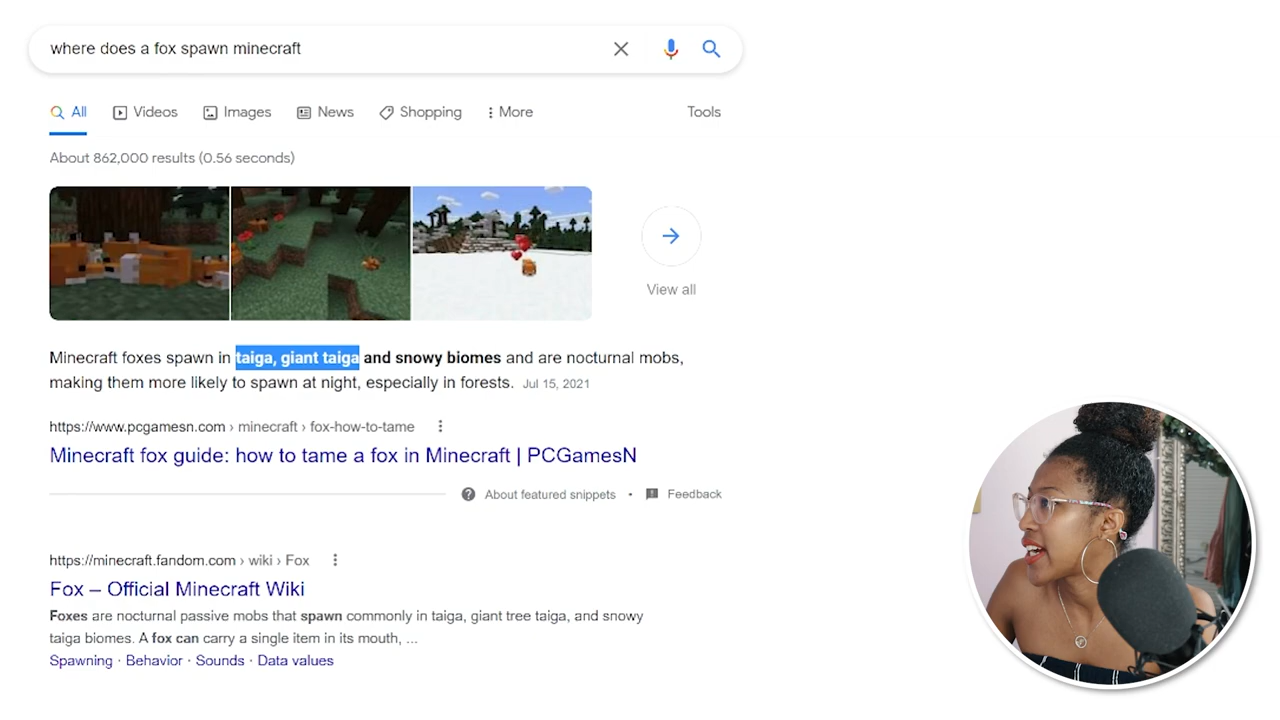 where does a fox spawn minecraft
All Videos Images News Shopping More Tools
About 862,000 results (0.56 seconds)
View all
Minecraft foxes spawn in taiga, giant taiga and snowy biomes and are nocturnal mobs,
making them more likely to spawn at night, especially in forests. Jul 15, 2021
https://www.pcgamesn.com › minecraft › fox-how-to-tame
Minecraft fox guide: how to tame a fox in Minecraft | PCGamesN
About featured snippets • Feedback
https://minecraft.fandom.com › wiki › Fox
Fox – Official Minecraft Wiki
Foxes are nocturnal passive mobs that spawn commonly in taiga, giant tree taiga, and snowy
taiga biomes. A fox can carry a single item in its mouth, ...
Spawning · Behavior · Sounds · Data values